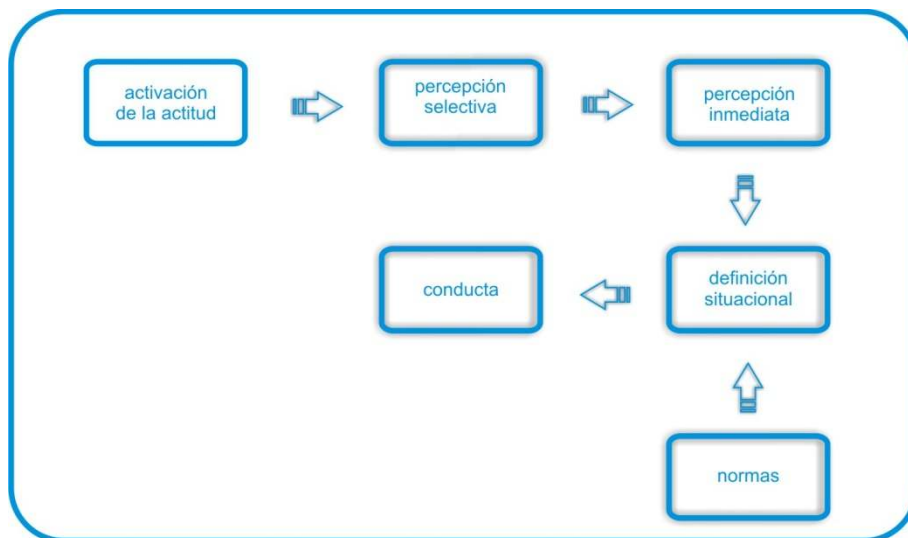 activación
de la actitud
percepción
selectiva
percepción
inmediata
conducta
definición
situacional
normas